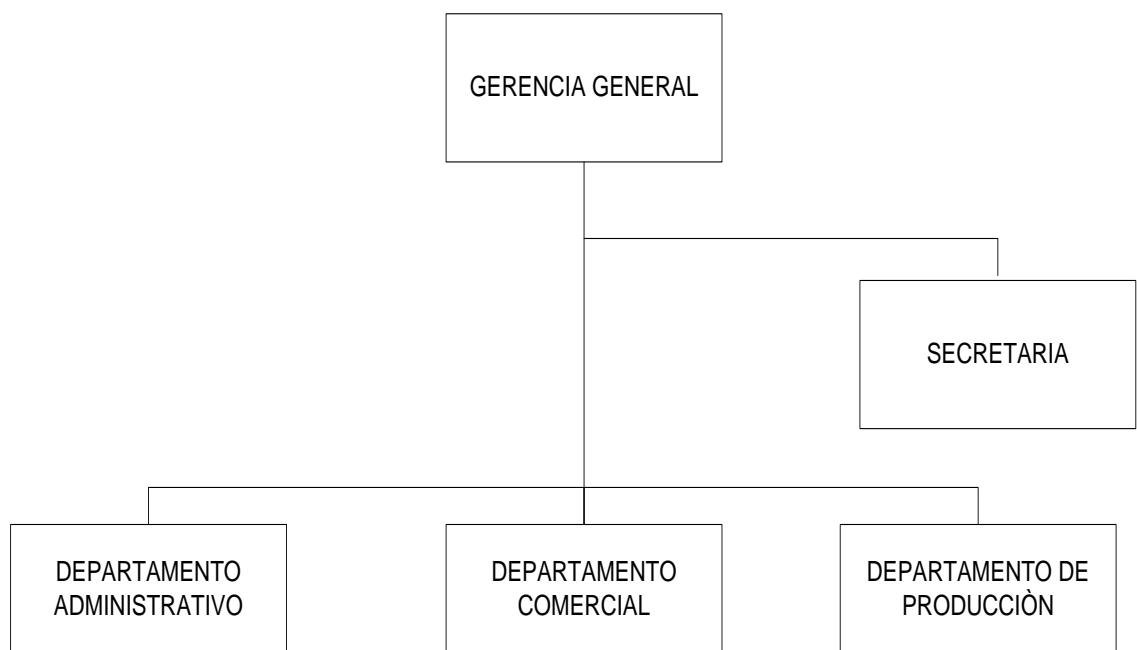 GERENCIA GENERAL
SECRETARIA
DEPARTAMENTO
ADMINISTRATIVO
DEPARTAMENTO
COMERCIAL
DEPARTAMENTO DE
PRODUCCIÒN